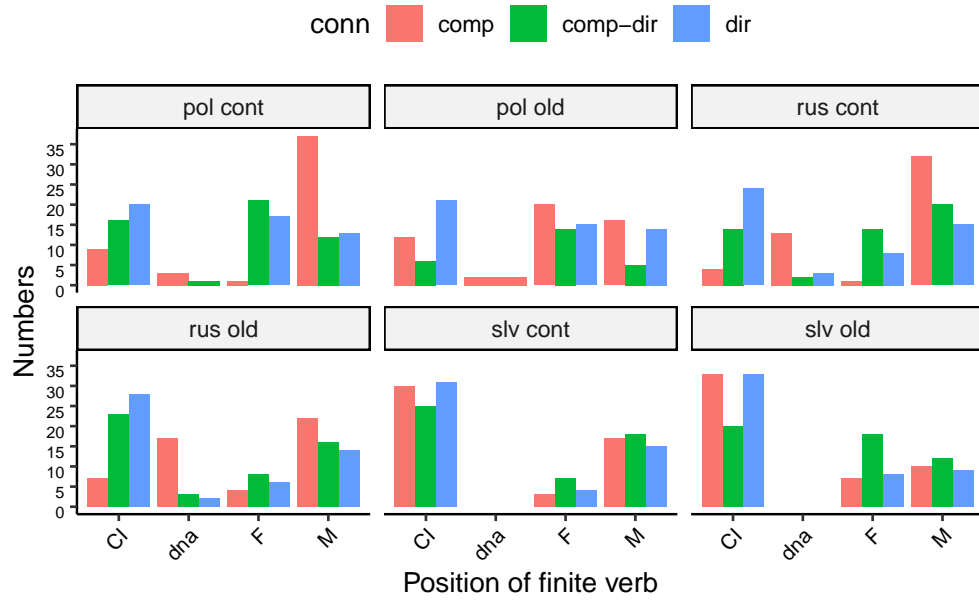 conn comp comp−dir dir
pol cont pol old rus cont
35
30
25
20
15
10
5
0
rus old slv cont slv old
35
30
25
20
15
10
5
0
Numbers
Cl dna F M Cl dna F M Cl dna F M
Position of finite verb